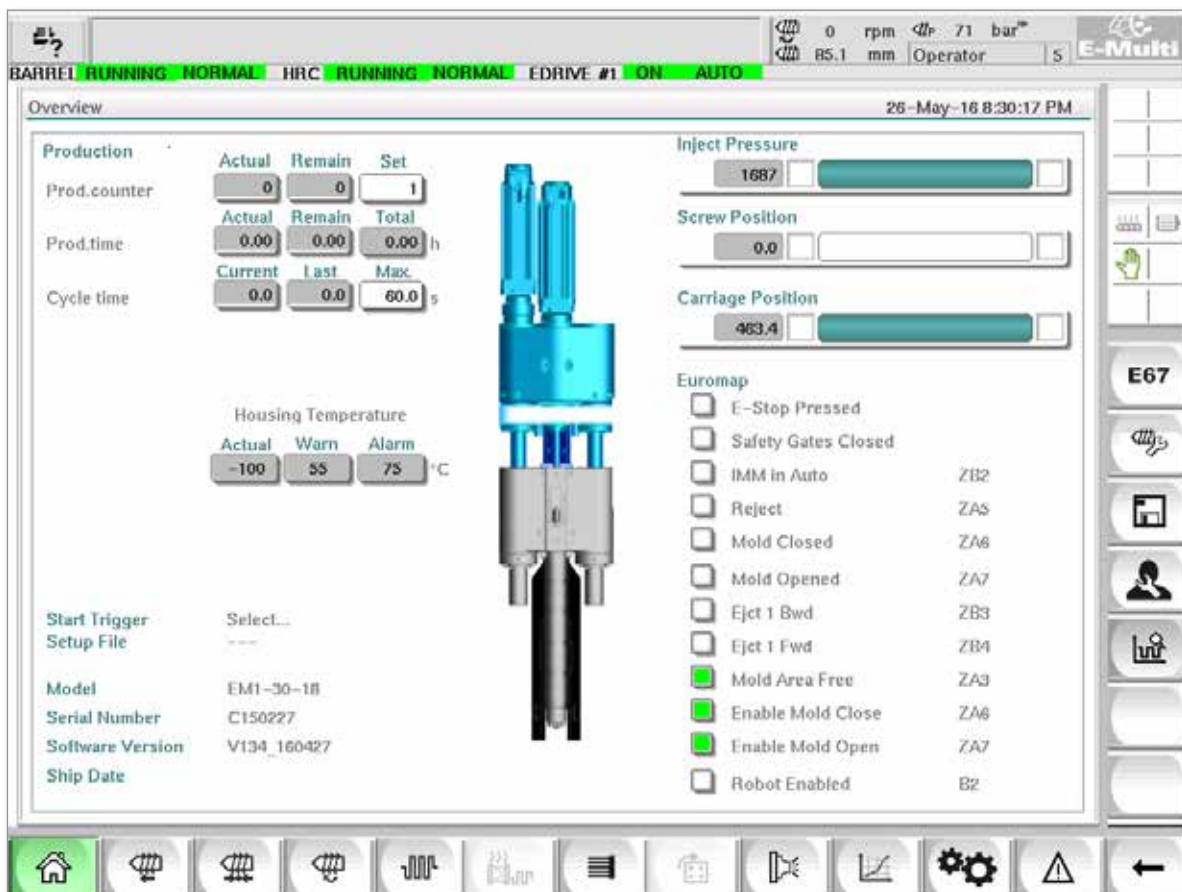 0 rpm P 71 bar
85.1 mm Operator 5
E-Multi
BARREL RUNNING NORMAL HRC RUNNING NORMAL EDRIVE #1 ON AUTO
Overview 26-May-16 8:30:17 PM
Production
Actual Remain Set
Prod.counter 0 0 1
Actual Remain Total
Prod.time 0.00 0.00 0.00 h
Current Last Max.
Cycle time 0.0 0.0 60.0 s
Housing Temperature
Actual Warn Alarm
-100 55 75 °C
Start Trigger Select...
Setup File ---
Model EM1-30-18
Serial Number C150227
Software Version V134_160427
Ship Date
Inject Pressure
1687
Screw Position
0.0
Carriage Position
463.4
Euromap
E-Stop Pressed
Safety Gates Closed
IMM in Auto ZB2
Reject ZA5
Mold Closed ZA6
Mold Opened ZA7
Ejct 1 Bwd ZB3
Ejct 1 Fwd ZB4
Mold Area Free ZA3
Enable Mold Close ZA6
Enable Mold Open ZA7
Robot Enabled B2
E67